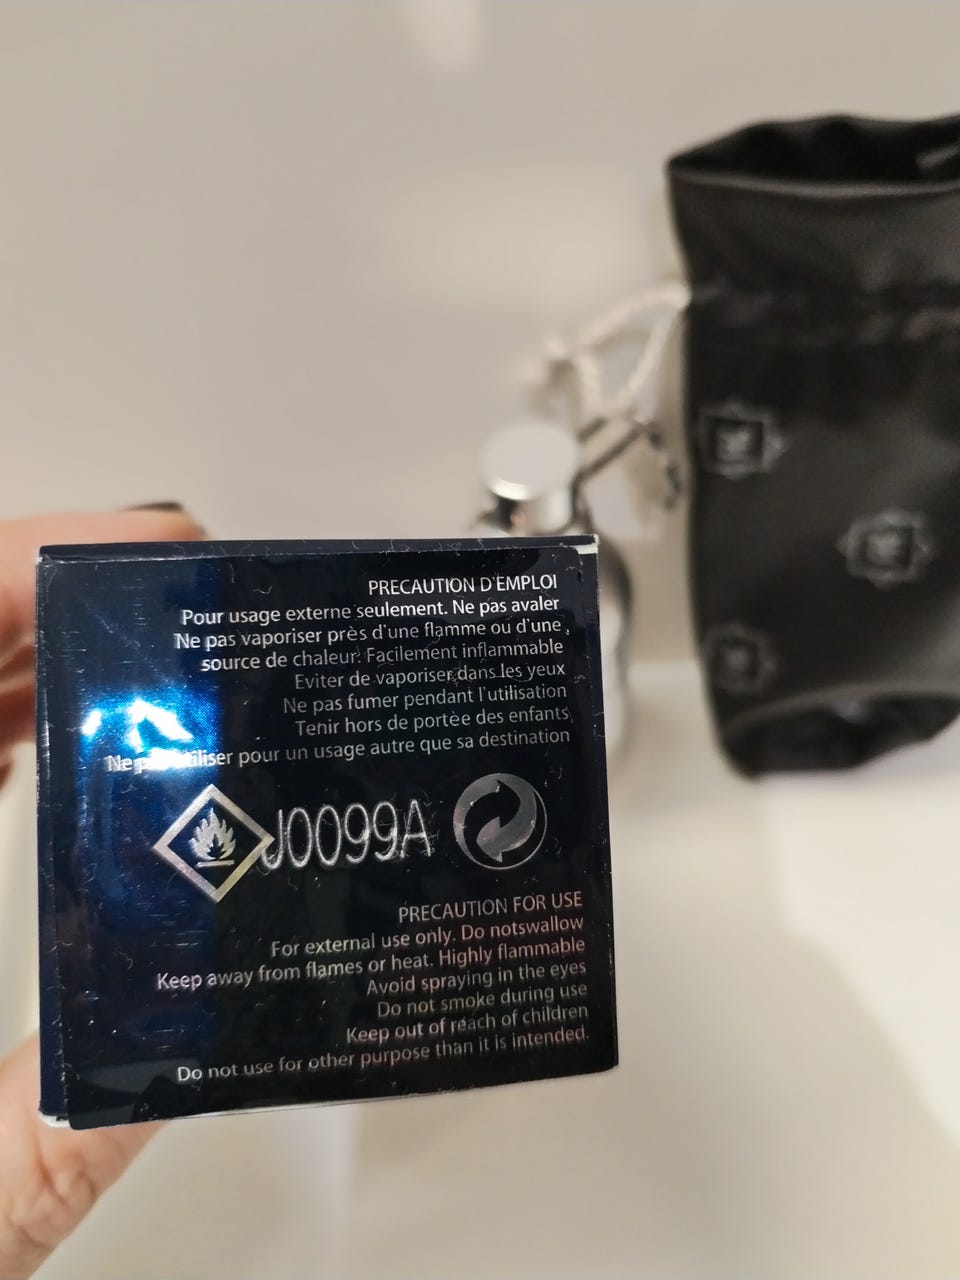 PRECAUTION D'EMPLOI
Pour usage externe seulement. Ne pas avaler
Ne pas vaporiser près d'une flamme ou d'une
source de chaleur. Facilement inflammable
Eviter de vaporiser dans les yeux
Ne pas fumer pendant l'utilisation
Tenir hors de portèe des enfants
Ne pas utiliser pour un usage autre que sa destination
J0099A
PRECAUTION FOR USE
For external use only. Do notswallow
Keep away from flames or heat. Highly flammable
Avoid spraying in the eyes
Do not smoke during use
Keep out of reach of children
Do not use for other purpose than it is intended.